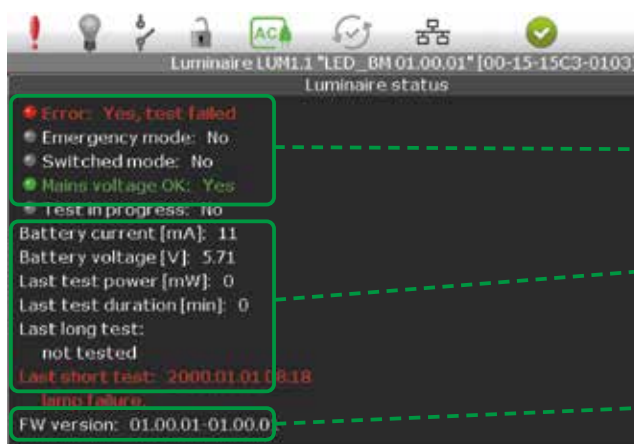 AC
Luminaire LUM1.1 "LED_BM 01.00.01" [00-15-15C3-0103]
Luminaire status
Error: Yes, test failed
Emergency mode: No
Switched mode: No
Mains voltage OK: Yes
Test in progress: No
Battery current [mA]: 11
Battery voltage [V]: 5.71
Last test power [mW]: 0
Last test duration [min]: 0
Last long test:
not tested
Last short test: 2000.01.01 08:18
lamp failure.
FW version: 01.00.01-01.00.0